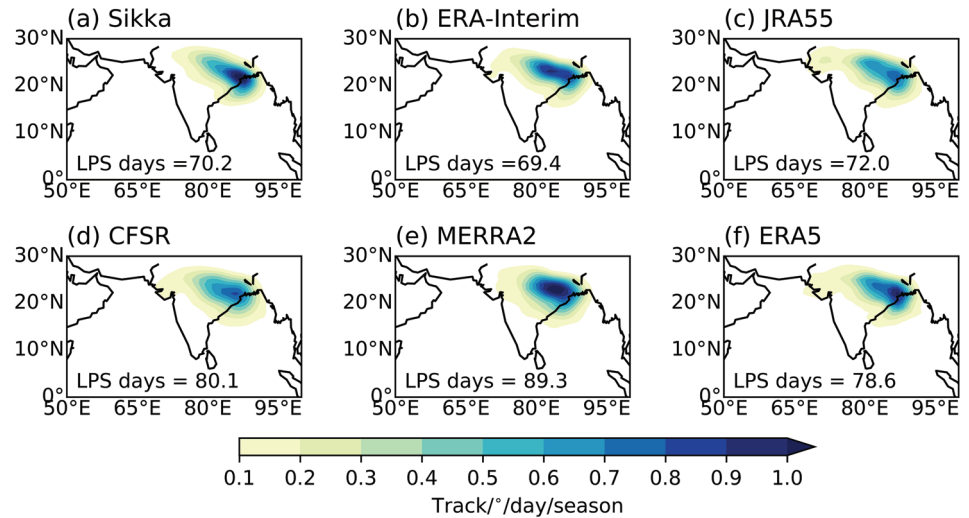 (a) Sikka
(b) ERA-Interim
(c) JRA55
30°N
20°N
10°N
0°
LPS days =70.2
50°E 65°E 80°E 95°E
30°N
20°N
10°N
0°
LPS days =69.4
50°E 65°E 80°E 95°E
30°N
20°N
10°N
0°
LPS days =72.0
50°E 65°E 80°E 95°E
(d) CFSR
(e) MERRA2
(f) ERA5
30°N
20°N
10°N
0°
LPS days = 80.1
50°E 65°E 80°E 95°E
30°N
20°N
10°N
0°
LPS days = 89.3
50°E 65°E 80°E 95°E
30°N
20°N
10°N
0°
LPS days = 78.6
50°E 65°E 80°E 95°E
0.1 0.2 0.3 0.4 0.5 0.6 0.7 0.8 0.9 1.0
Track/°/day/season